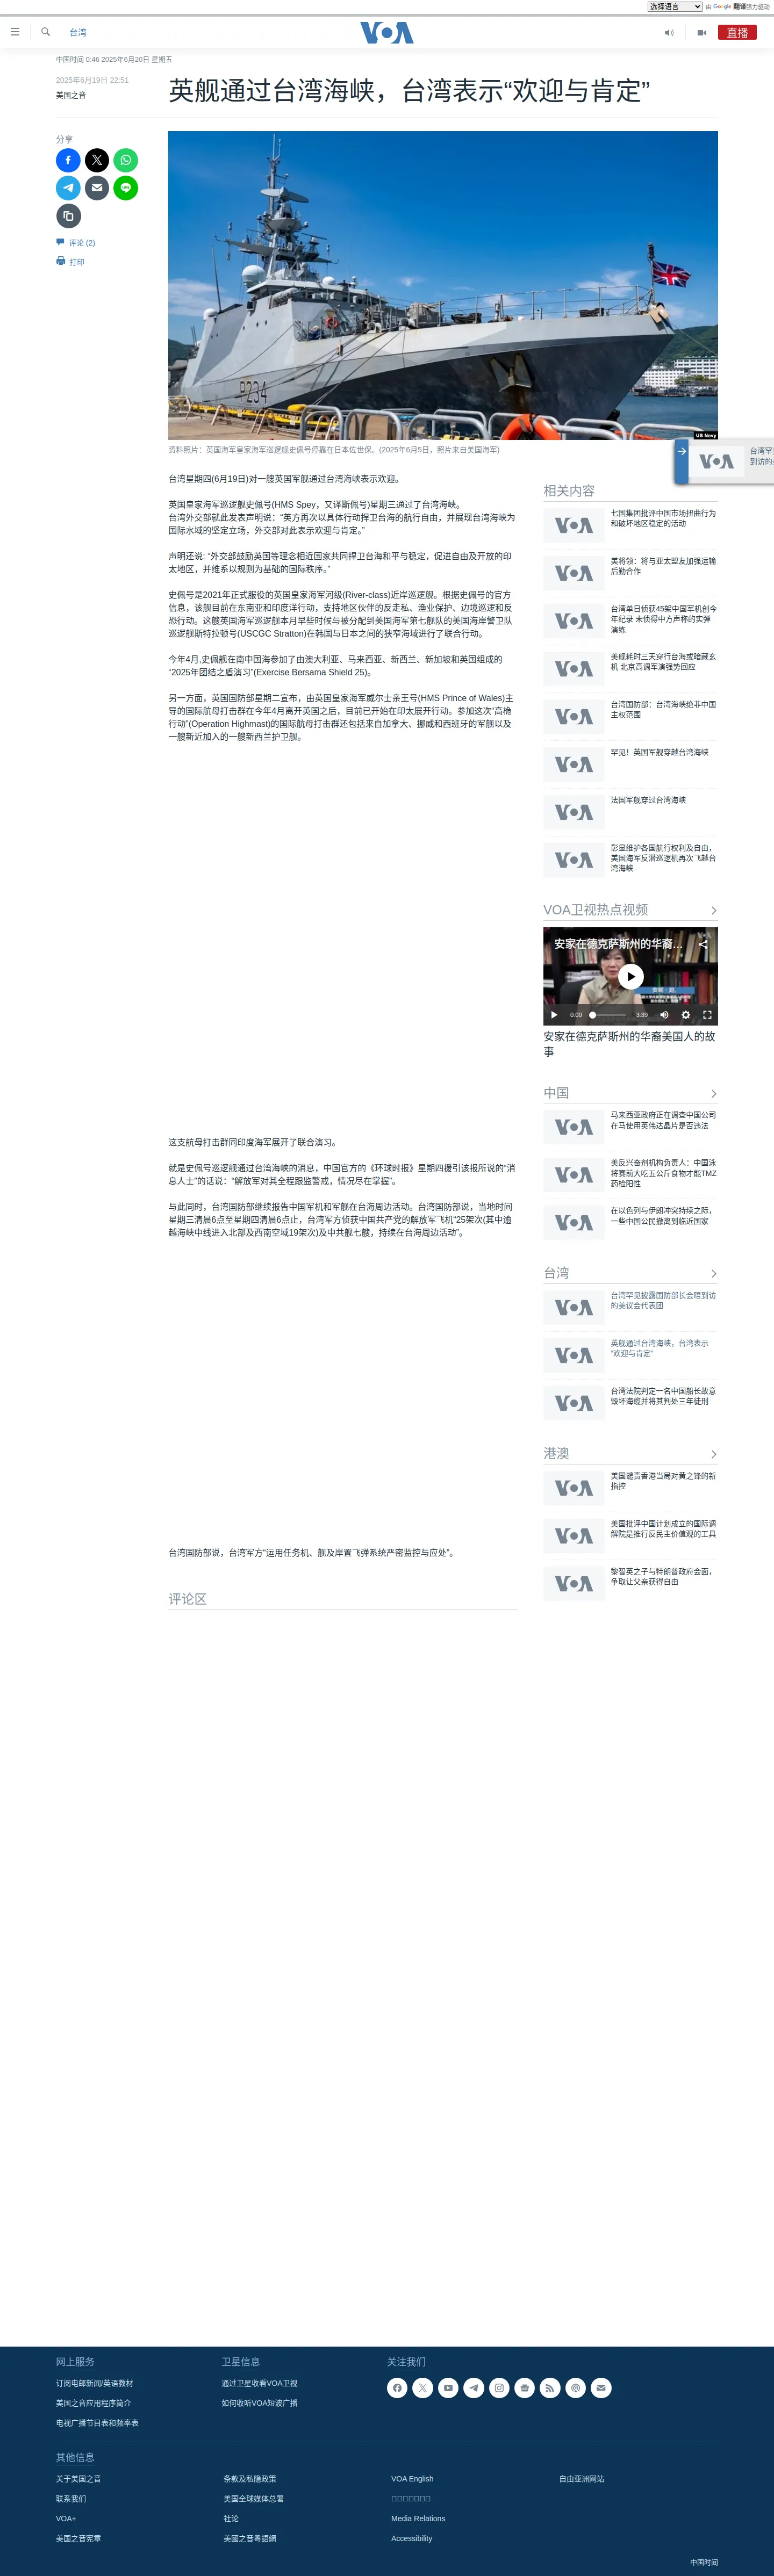 选择语言
由 Google 翻译强力驱动
台湾
VOA
直播
中国时间 0:46 2025年6月20日 星期五
2025年6月19日 22:51
美国之音
英舰通过台湾海峡，台湾表示“欢迎与肯定”
分享
评论 (2)
打印
P234
US Navy
资料照片：英国海军皇家海军巡逻舰史佩号停靠在日本佐世保。(2025年6月5日，照片来自美国海军)
台湾星期四(6月19日)对一艘英国军舰通过台湾海峡表示欢迎。
英国皇家海军巡逻舰史佩号(HMS Spey，又译斯佩号)星期三通过了台湾海峡。
台湾外交部就此发表声明说：“英方再次以具体行动捍卫台海的航行自由，并展现台湾海峡为
国际水域的坚定立场，外交部对此表示欢迎与肯定。”
声明还说: “外交部鼓励英国等理念相近国家共同捍卫台海和平与稳定，促进自由及开放的印
太地区，并维系以规则为基础的国际秩序。”
史佩号是2021年正式服役的英国皇家海军河级(River-class)近岸巡逻舰。根据史佩号的官方
信息，该舰目前在东南亚和印度洋行动，支持地区伙伴的反走私、渔业保护、边境巡逻和反
恐行动。这艘英国海军巡逻舰本月早些时候与被分配到美国海军第七舰队的美国海岸警卫队
巡逻舰斯特拉顿号(USCGC Stratton)在韩国与日本之间的狭窄海域进行了联合行动。
今年4月,史佩舰在南中国海参加了由澳大利亚、马来西亚、新西兰、新加坡和英国组成的
“2025年团结之盾演习”(Exercise Bersama Shield 25)。
另一方面，英国国防部星期二宣布，由英国皇家海军威尔士亲王号(HMS Prince of Wales)主
导的国际航母打击群在今年4月离开英国之后，目前已开始在印太展开行动。参加这次“高桅
行动”(Operation Highmast)的国际航母打击群还包括来自加拿大、挪威和西班牙的军舰以及
一艘新近加入的一艘新西兰护卫舰。
这支航母打击群同印度海军展开了联合演习。
就是史佩号巡逻舰通过台湾海峡的消息，中国官方的《环球时报》星期四援引该报所说的“消
息人士”的话说：“解放军对其全程跟监警戒，情况尽在掌握”。
与此同时，台湾国防部继续报告中国军机和军舰在台海周边活动。台湾国防部说，当地时间
星期三清晨6点至星期四清晨6点止，台湾军方侦获中国共产党的解放军飞机“25架次(其中逾
越海峡中线进入北部及西南空域19架次)及中共舰七艘，持续在台海周边活动”。
台湾国防部说，台湾军方“运用任务机、舰及岸置飞弹系统严密监控与应处”。
评论区
VOA
台湾罕
到访的
相关内容
VOA
七国集团批评中国市场扭曲行为
和破坏地区稳定的活动
VOA
美将领：将与亚太盟友加强运输
后勤合作
VOA
台湾单日侦获45架中国军机创今
年纪录 未侦得中方声称的实弹
演练
VOA
美舰耗时三天穿行台海或暗藏玄
机 北京高调军演强势回应
VOA
台湾国防部：台湾海峡绝非中国
主权范围
VOA
罕见！英国军舰穿越台湾海峡
VOA
法国军舰穿过台湾海峡
VOA
彰显维护各国航行权利及自由，
美国海军反潜巡逻机再次飞越台
湾海峡
VOA卫视热点视频
安家在德克萨斯州的华裔…
0:00
3:39
安家在德克萨斯州的华裔美国人的故
事
中国
VOA
马来西亚政府正在调查中国公司
在马使用英伟达晶片是否违法
VOA
美反兴奋剂机构负责人：中国泳
将赛前大吃五公斤食物才能TMZ
药检阳性
VOA
在以色列与伊朗冲突持续之际，
一些中国公民撤离到临近国家
台湾
VOA
台湾罕见披露国防部长会晤到访
的美议会代表团
VOA
英舰通过台湾海峡，台湾表示
“欢迎与肯定”
VOA
台湾法院判定一名中国船长故意
毁坏海缆并将其判处三年徒刑
港澳
VOA
美国谴责香港当局对黄之锋的新
指控
VOA
美国批评中国计划成立的国际调
解院是推行反民主价值观的工具
VOA
黎智英之子与特朗普政府会面，
争取让父亲获得自由
网上服务
订阅电邮新闻/英语教材
美国之音应用程序简介
电视广播节目表和频率表
卫星信息
通过卫星收看VOA卫视
如何收听VOA短波广播
关注我们
其他信息
关于美国之音
联系我们
VOA+
美国之音宪章
条款及私隐政策
美国全球媒体总署
社论
美國之音粵語網
VOA English
Media Relations
Accessibility
自由亚洲网站
中国时间